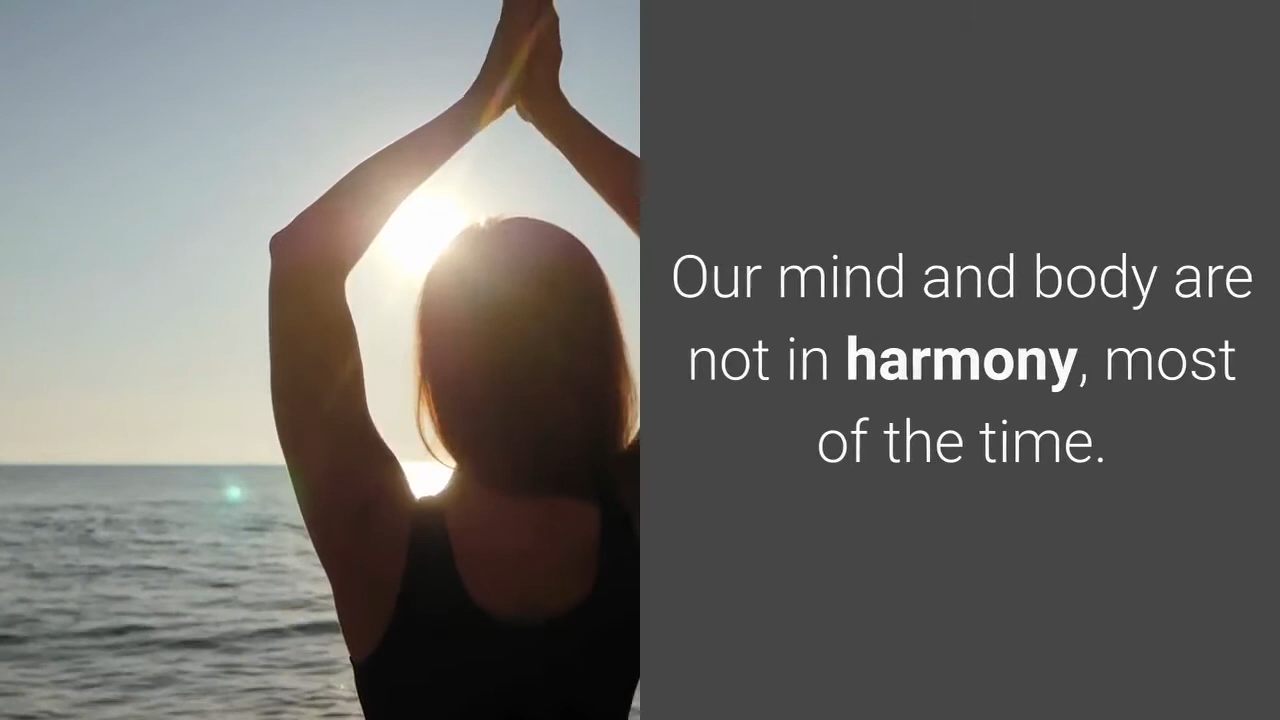 Our mind and body are
not in harmony, most
of the time.